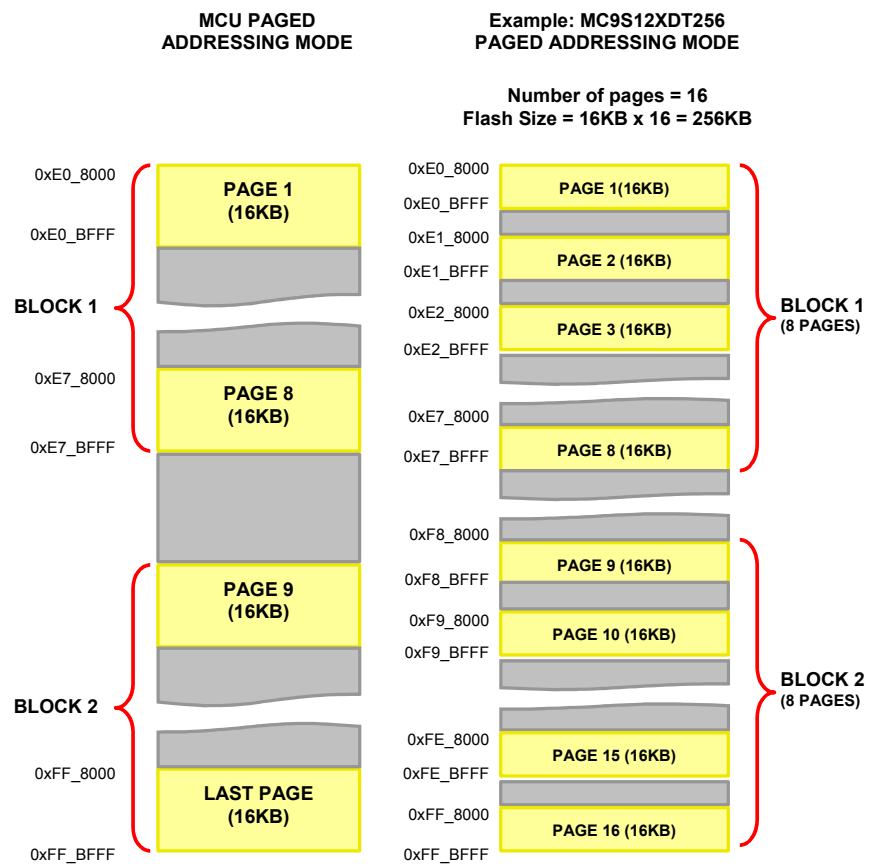 MCU PAGED
ADDRESSING MODE
0xE0_8000
PAGE 1
(16KB)
0xE0_BFFF
BLOCK 1
0xE7_8000
PAGE 8
(16KB)
0xE7_BFFF
PAGE 9
(16KB)
BLOCK 2
0xFF_8000
LAST PAGE
(16KB)
0xFF_BFFF
Example: MC9S12XDT256
PAGED ADDRESSING MODE
Number of pages = 16
Flash Size = 16KB x 16 = 256KB
0xE0_8000
PAGE 1(16KB)
0xE0_BFFF
0xE1_8000
PAGE 2 (16KB)
0xE1_BFFF
0xE2_8000
PAGE 3 (16KB)
0xE2_BFFF
BLOCK 1
(8 PAGES)
0xE7_8000
PAGE 8 (16KB)
0xE7_BFFF
0xF8_8000
PAGE 9 (16KB)
0xF8_BFFF
0xF9_8000
PAGE 10 (16KB)
0xF9_BFFF
BLOCK 2
(8 PAGES)
0xFE_8000
PAGE 15 (16KB)
0xFE_BFFF
0xFF_8000
PAGE 16 (16KB)
0xFF_BFFF